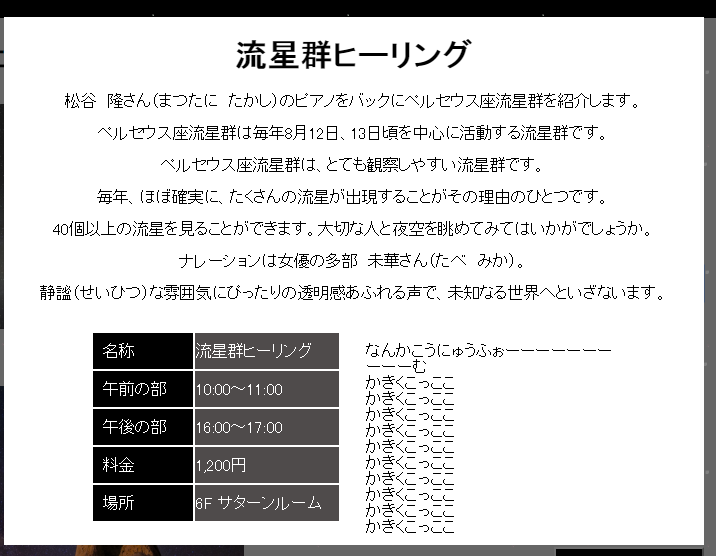 流星群ヒーリング
松谷　隆さん（まつたに　たかし）のピアノをバックにペルセウス座流星群を紹介します。
ペルセウス座流星群は毎年8月12日、13日頃を中心に活動する流星群です。
ペルセウス座流星群は、とても観察しやすい流星群です。
毎年、ほぼ確実に、たくさんの流星が出現することがその理由のひとつです。
40個以上の流星を見ることができます。大切な人と夜空を眺めてみてはいかがでしょうか。
ナレーションは女優の多部　未華さん（たべ　みか）。
静謐（せいひつ）な雰囲気にぴったりの透明感あふれる声で、未知なる世界へといざないます。
名称 流星群ヒーリング
午前の部 10:00～11:00
午後の部 16:00～17:00
料金 1,200円
場所 6F サターンルーム
なんかこうにゅうふぉーーーーーーー
ーーーむ
かきくこっここ
かきくこっここ
かきくこっここ
かきくこっここ
かきくこっここ
かきくこっここ
かきくこっここ
かきくこっここ
かきくこっここ
かきくこっここ